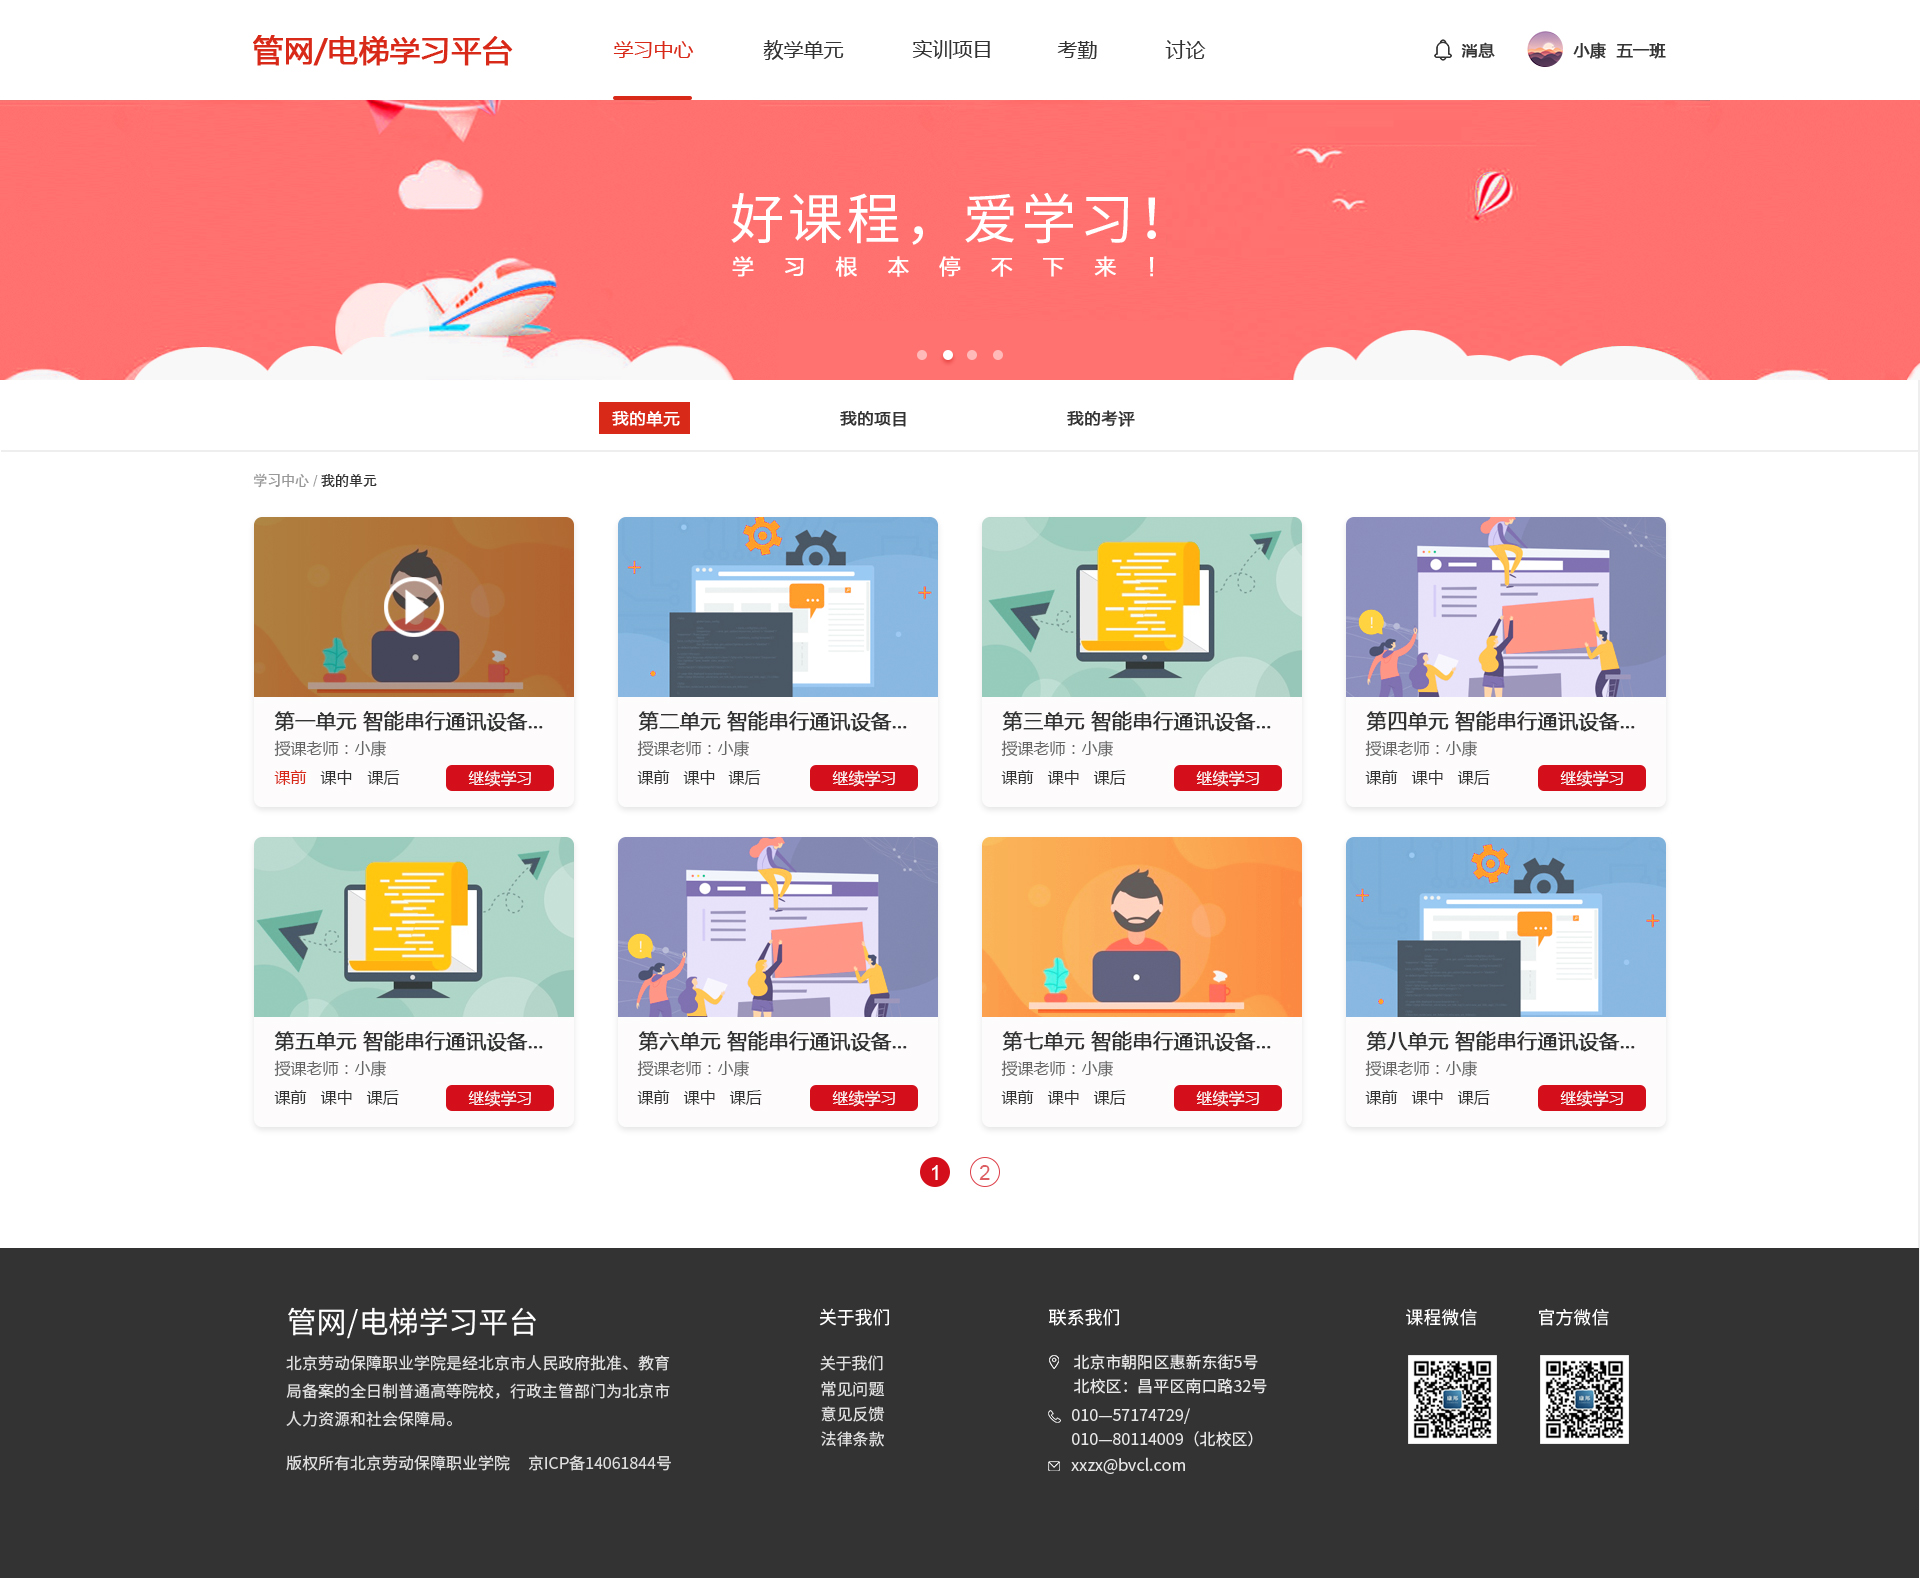 管网/电梯学习平台 学习中心 教学单元 实训项目 考勤 讨论 消息 小康 五一班
好课程，爱学习！
学习根本停不下来！
我的单元 我的项目 我的考评
学习中心 / 我的单元
第一单元 智能串行通讯设备...
授课老师：小康
课前 课中 课后 继续学习
第二单元 智能串行通讯设备...
授课老师：小康
课前 课中 课后 继续学习
第三单元 智能串行通讯设备...
授课老师：小康
课前 课中 课后 继续学习
第四单元 智能串行通讯设备...
授课老师：小康
课前 课中 课后 继续学习
第五单元 智能串行通讯设备...
授课老师：小康
课前 课中 课后 继续学习
第六单元 智能串行通讯设备...
授课老师：小康
课前 课中 课后 继续学习
第七单元 智能串行通讯设备...
授课老师：小康
课前 课中 课后 继续学习
第八单元 智能串行通讯设备...
授课老师：小康
课前 课中 课后 继续学习
1 2
管网/电梯学习平台
北京劳动保障职业学院是经北京市人民政府批准、教育
局备案的全日制普通高等院校，行政主管部门为北京市
人力资源和社会保障局。
版权所有北京劳动保障职业学院 京ICP备14061844号
关于我们
关于我们
常见问题
意见反馈
法律条款
联系我们
北京市朝阳区惠新东街5号
北校区：昌平区南口路32号
010—57174729/
010—80114009（北校区）
xxzx@bvcl.com
课程微信 官方微信